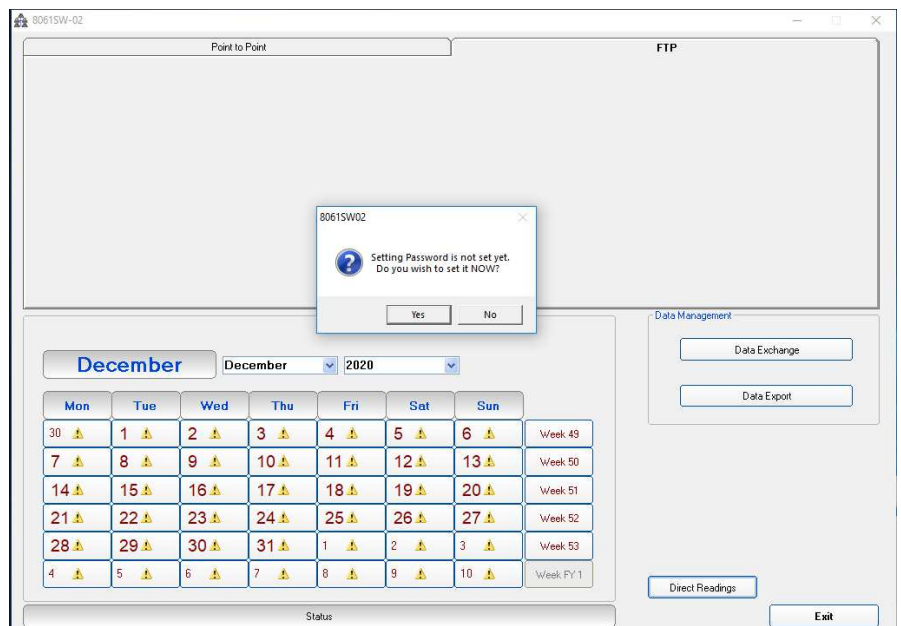 8061SW-02
Point to Point
FTP
8061SW02
Setting Password is not set yet.
Do you wish to set it NOW?
Yes No
Data Management
Data Exchange
Data Export
December December 2020
Mon Tue Wed Thu Fri Sat Sun
30 1 2 3 4 5 6 Week 49
7 8 9 10 11 12 13 Week 50
14 15 16 17 18 19 20 Week 51
21 22 23 24 25 26 27 Week 52
28 29 30 31 1 2 3 Week 53
4 5 6 7 8 9 10 Week FY 1
Direct Readings
Status
Exit